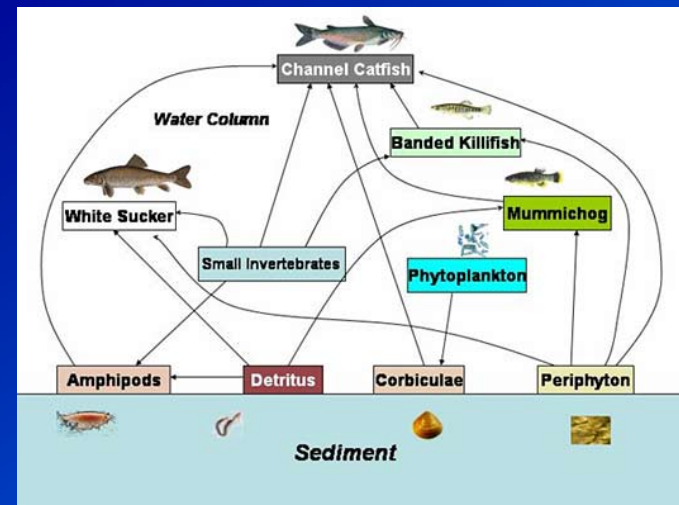 Channel Catfish
Water Column
Banded Killifish
White Sucker
Mummichog
Small Invertebrates
Phytoplankton
Amphipods
Detritus
Corbiculae
Periphyton
Sediment